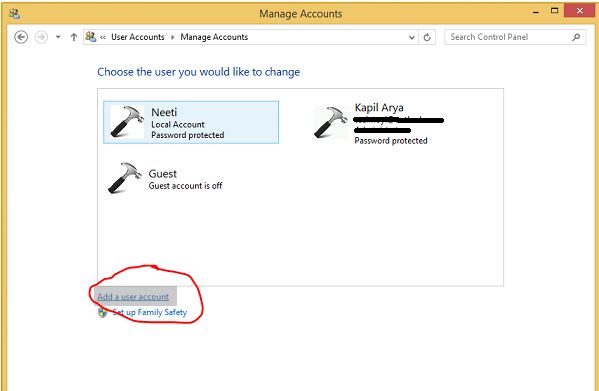 Manage Accounts
« User Accounts Manage Accounts
Search Control Panel
Choose the user you would like to change
Neeti
Local Account
Password protected
Kapil Arya
Password protected
Guest
Guest account is off
Add a user account
Set up Family Safety